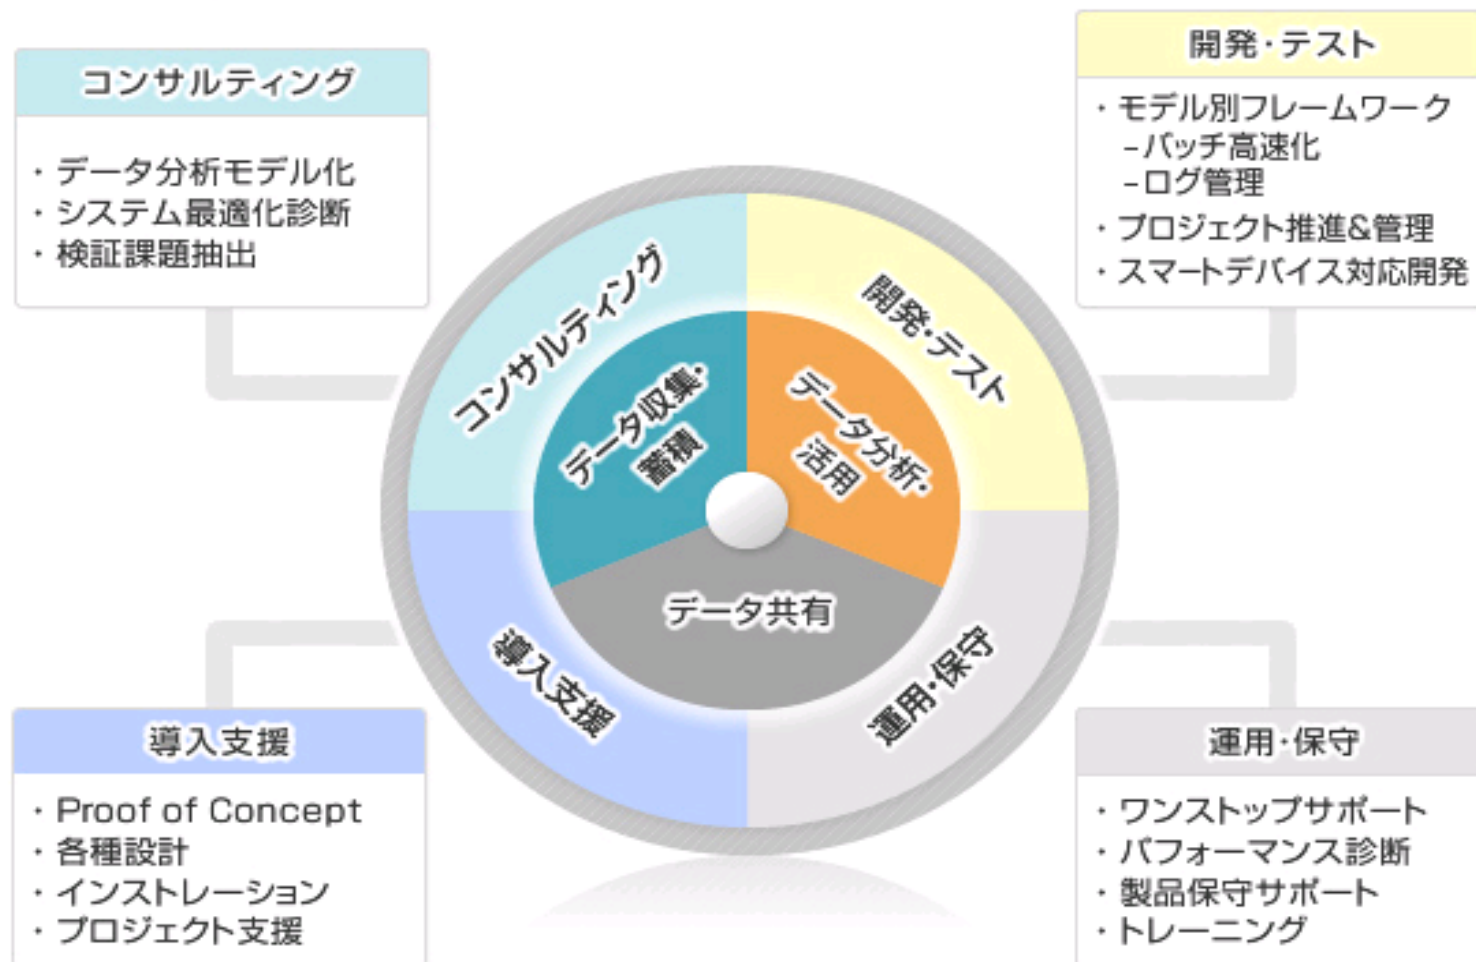 コンサルティング
・データ分析モデル化
・システム最適化診断
・検証課題抽出
開発・テスト
・モデル別フレームワーク
－バッチ高速化
－ログ管理
・プロジェクト推進&管理
・スマートデバイス対応開発
コンサルティング
開発・テスト
データ収集・
蓄積
データ分析・
活用
データ共有
導入支援
運用・保守
導入支援
・Proof of Concept
・各種設計
・インストレーション
・プロジェクト支援
運用・保守
・ワンストップサポート
・パフォーマンス診断
・製品保守サポート
・トレーニング